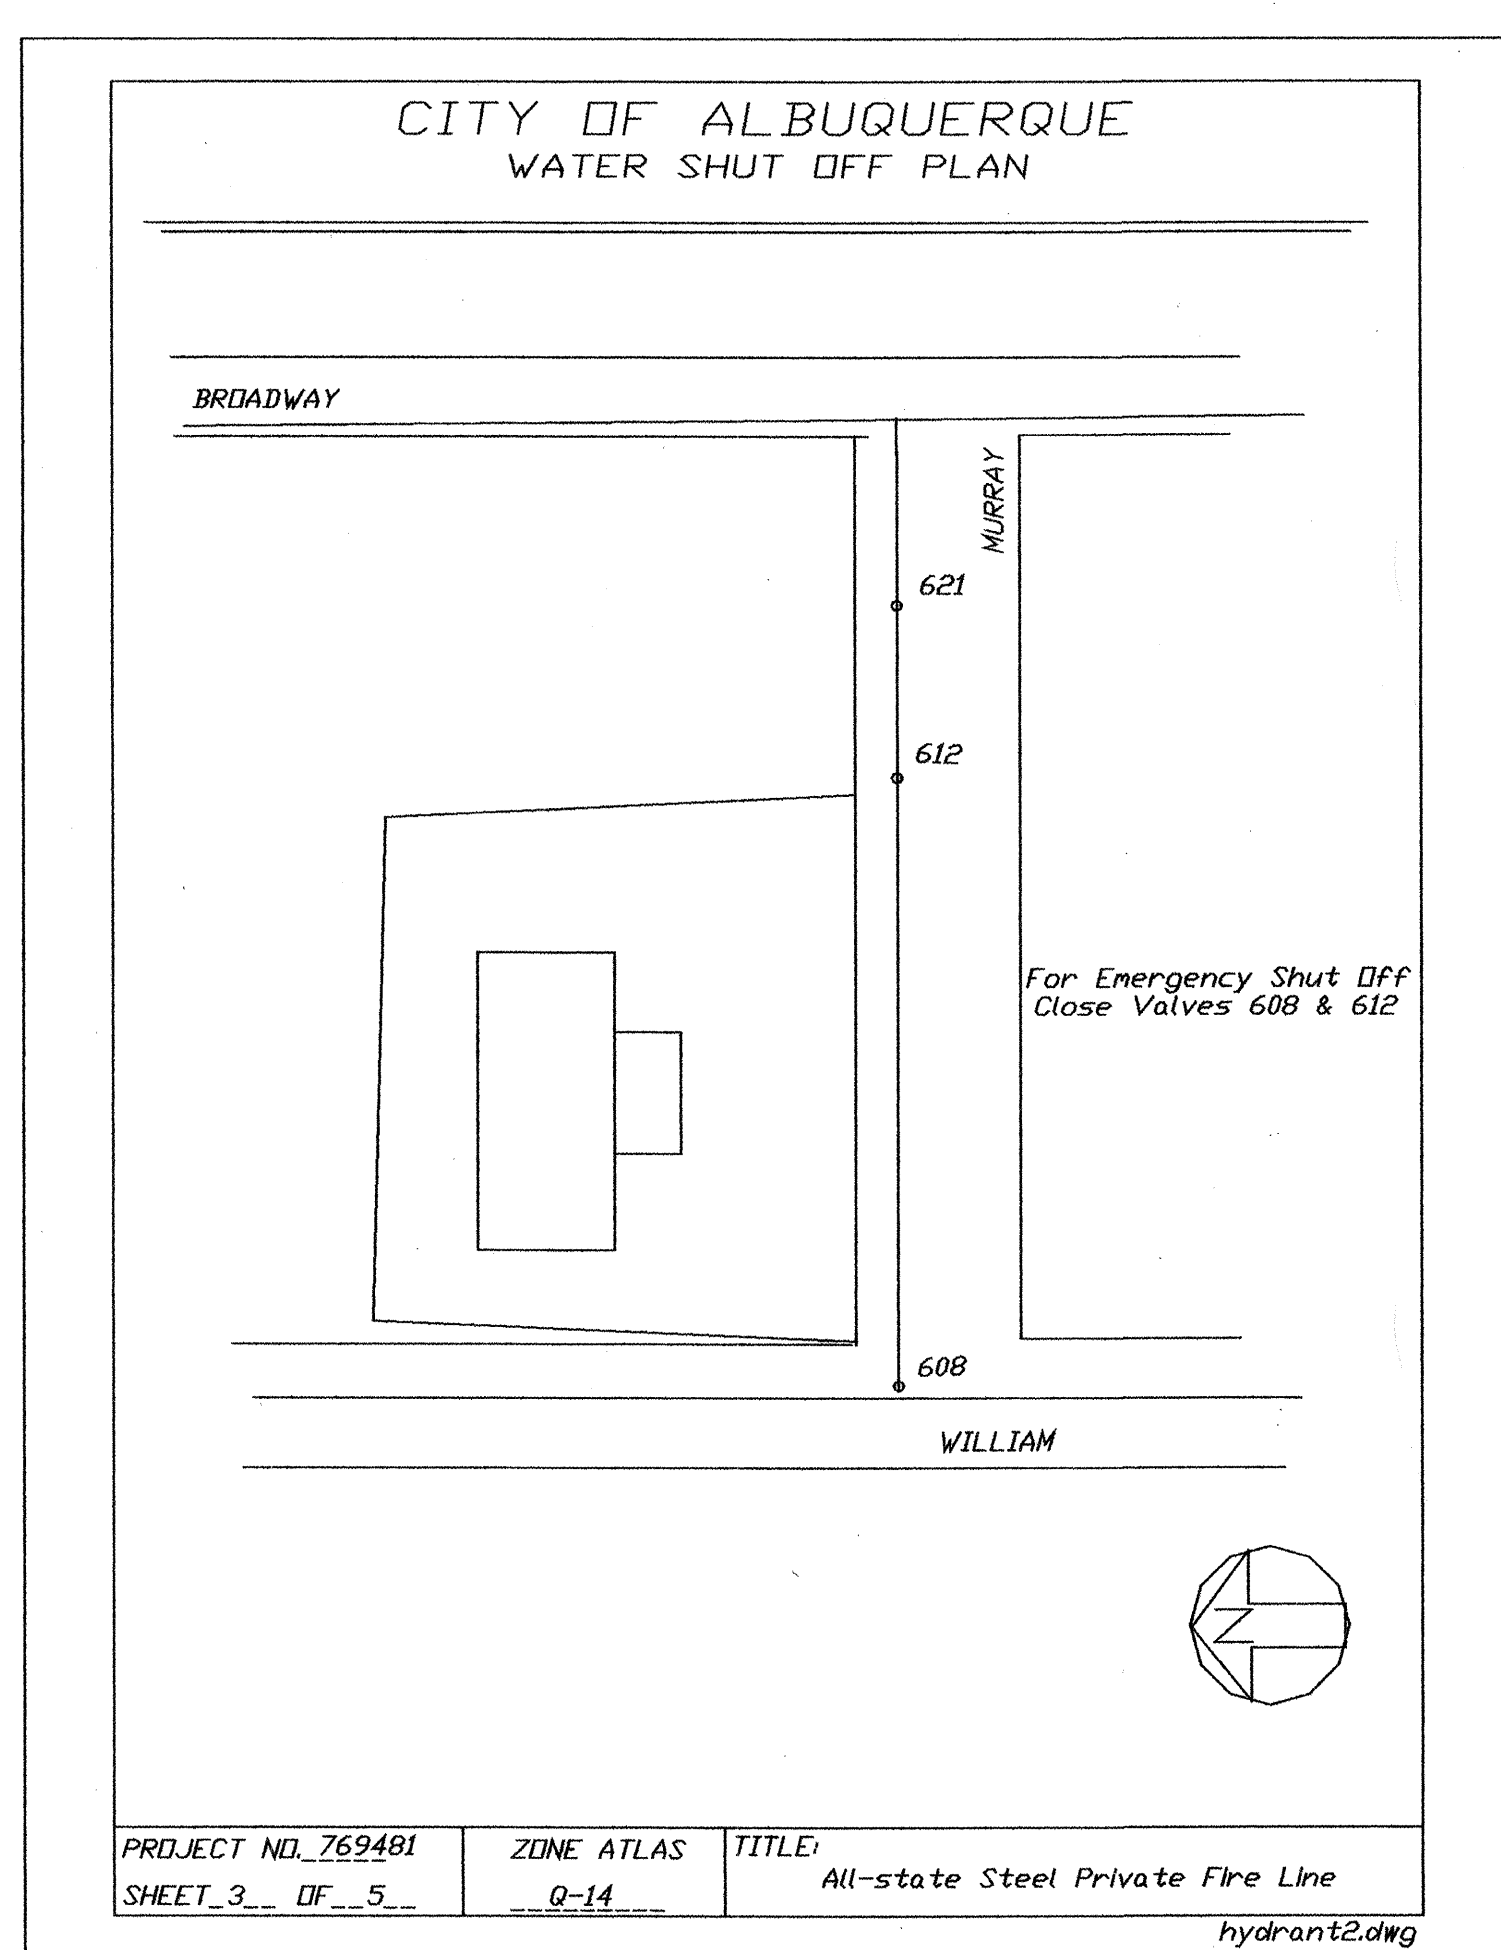 CITY OF ALBUQUERQUE
WATER SHUT OFF PLAN
BROADWAY
MURRAY
621
612
For Emergency Shut Off
Close Valves 608 & 612
608
WILLIAM
N
PROJECT NO. 769481
SHEET 3 OF 5
ZONE ATLAS
Q-14
TITLE:
All-state Steel Private Fire Line
hydrant2.dwg